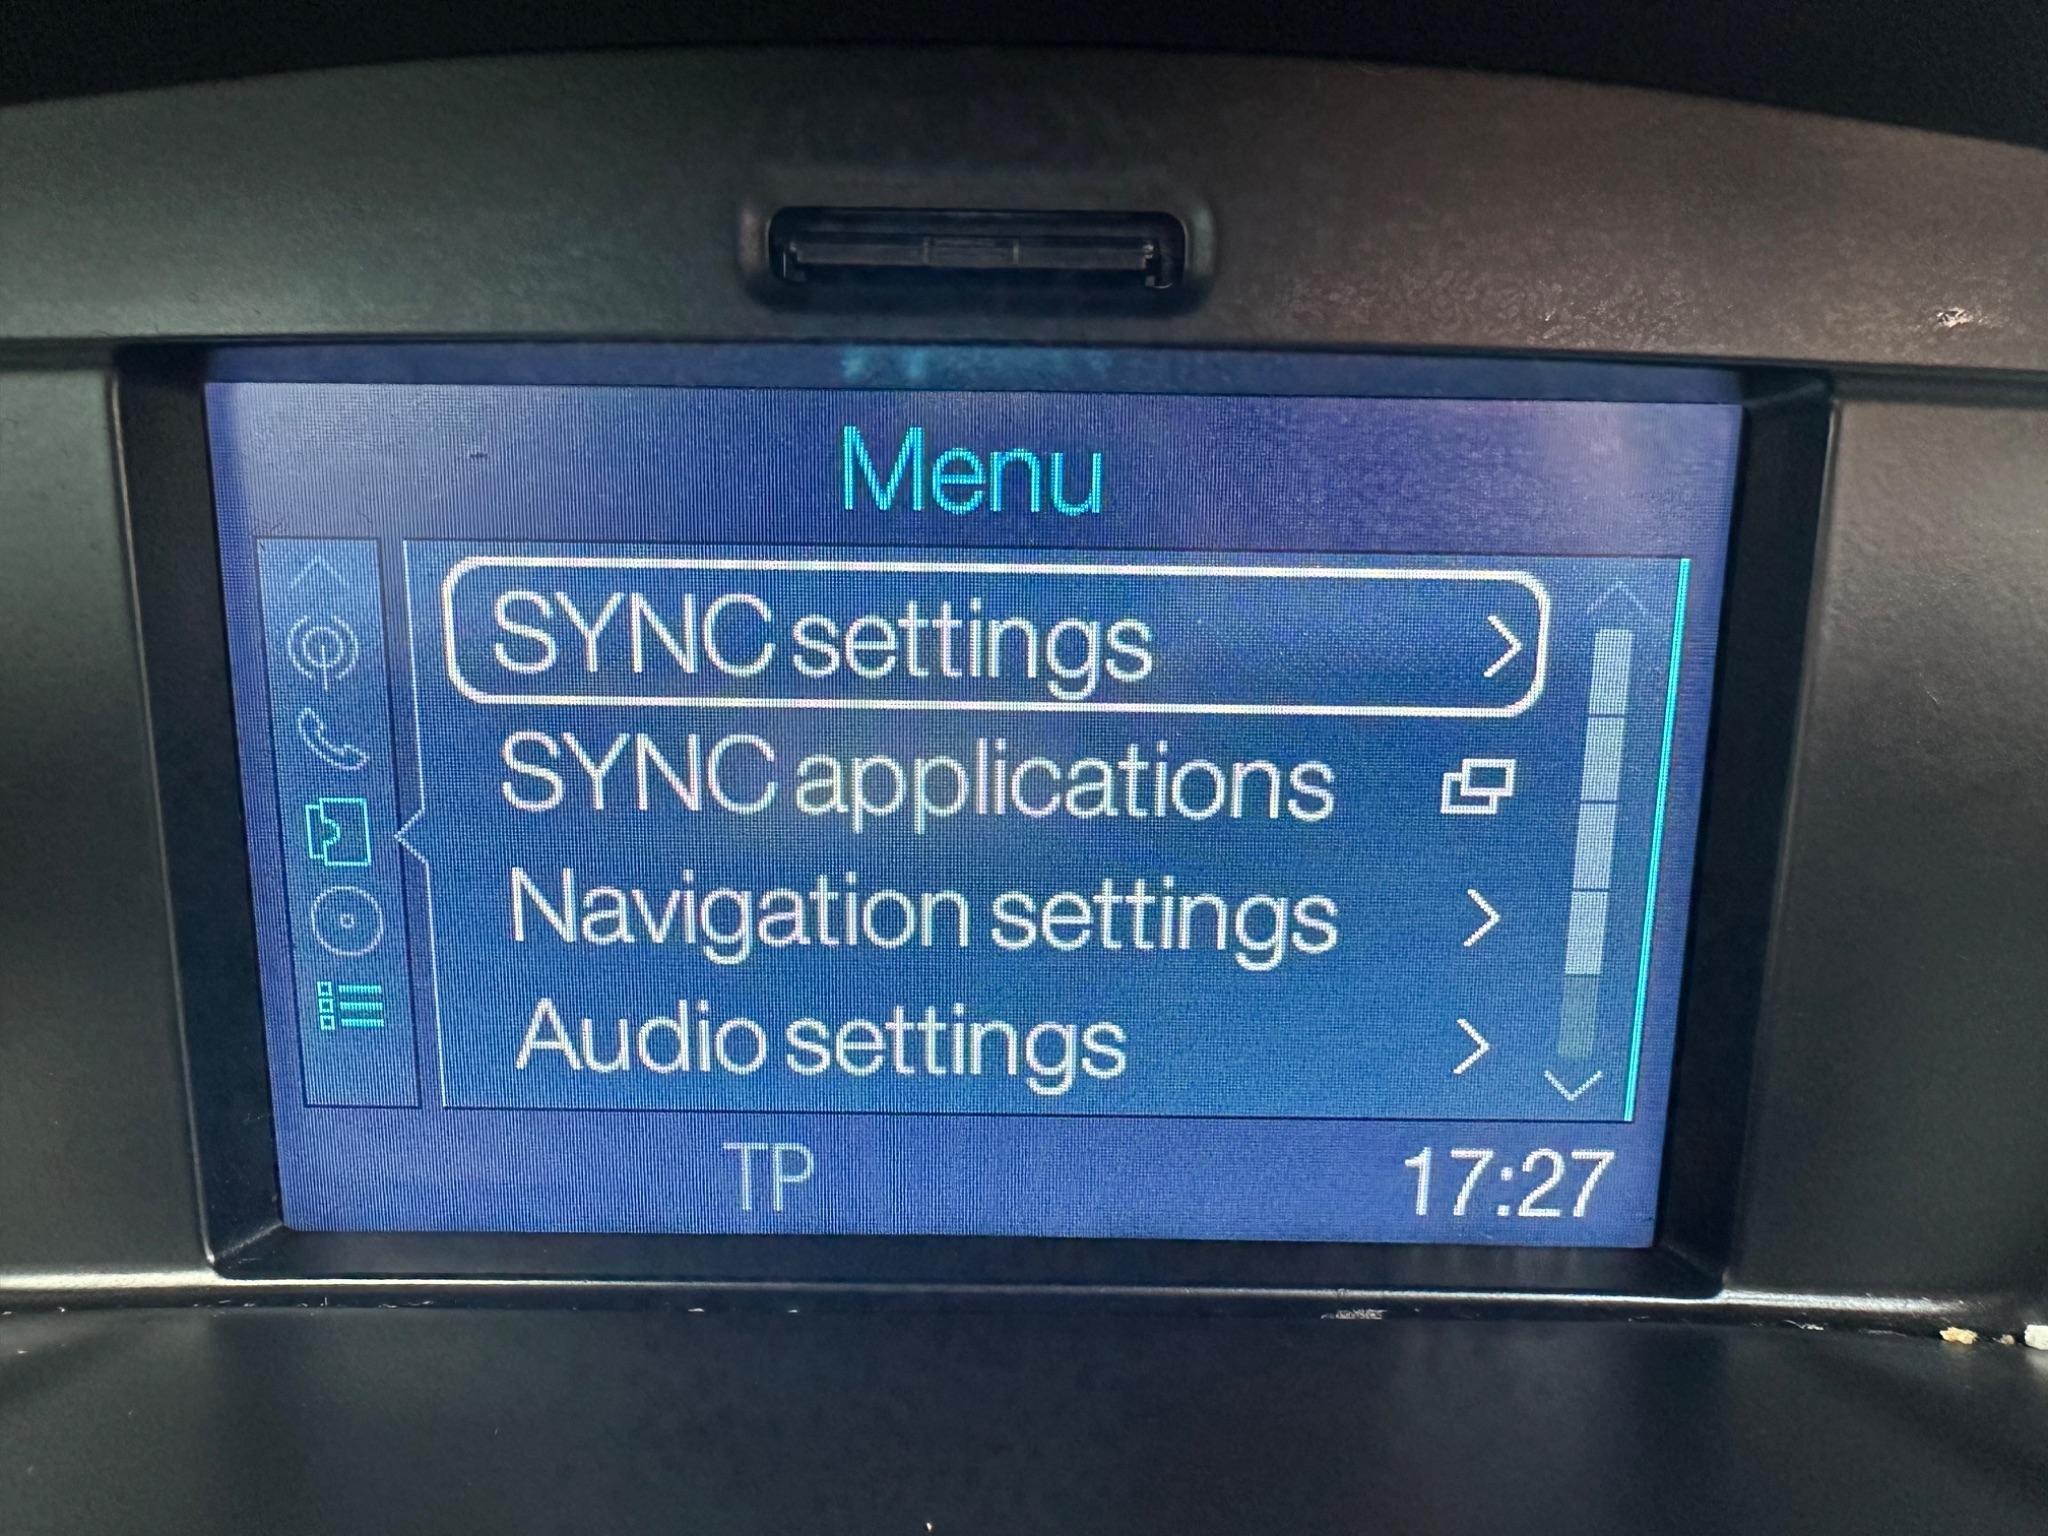 Menu
SYNC settings
SYNC applications
Navigation settings
Audio settings
TP
17:27